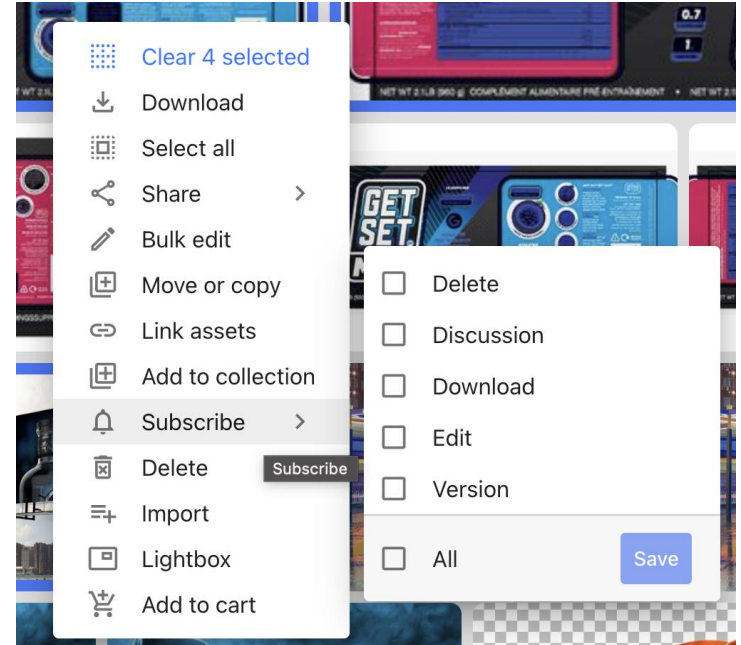 0.7
1
NET WT 2.1LB (960 g) COMPLÉMENT ALIMENTAIRE PRÉ-ENTRAÎNEMENT • NET WT 2.1
Clear 4 selected
Download
Select all
Share
Bulk edit
Move or copy
Link assets
Add to collection
Subscribe
Delete
Import
Lightbox
Add to cart
Subscribe
GET
SET
Delete
Discussion
Download
Edit
Version
All
Save